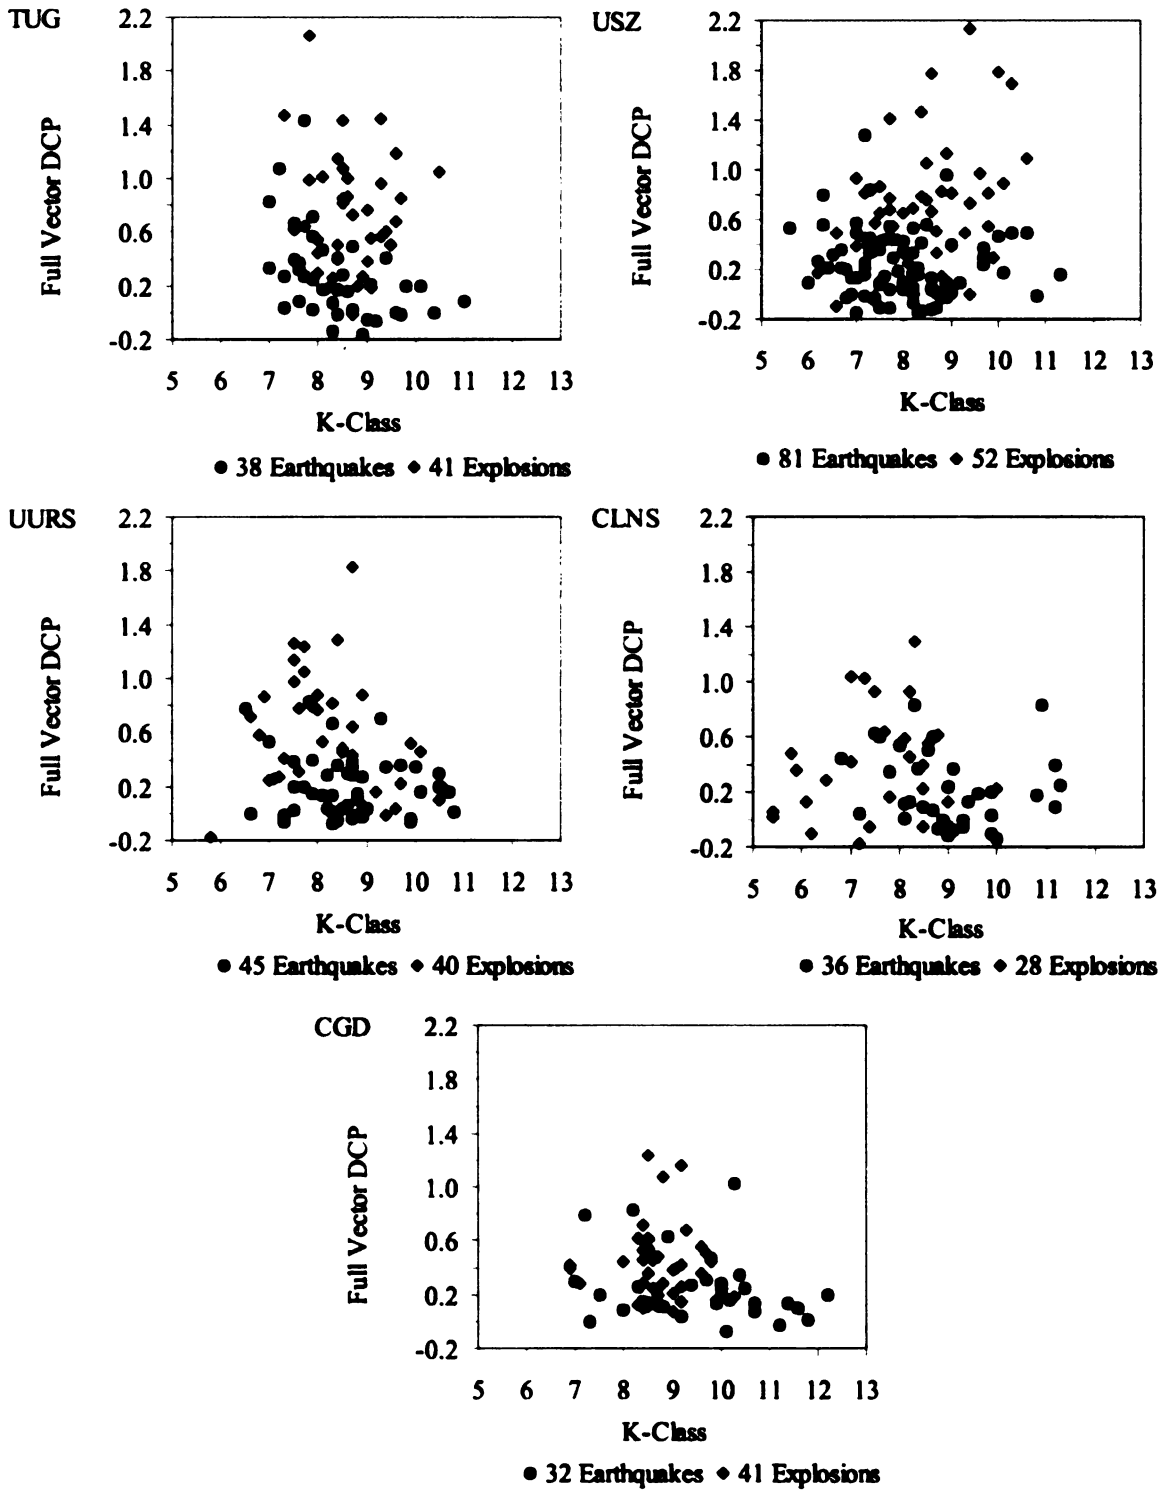 TUG
Full Vector DCP
2.2
1.8
1.4
1.0
0.6
0.2
-0.2
5 6 7 8 9 10 11 12 13
K-Class
● 38 Earthquakes ◆ 41 Explosions
USZ
Full Vector DCP
2.2
1.8
1.4
1.0
0.6
0.2
-0.2
5 6 7 8 9 10 11 12 13
K-Class
● 81 Earthquakes ◆ 52 Explosions
UURS
Full Vector DCP
2.2
1.8
1.4
1.0
0.6
0.2
-0.2
5 6 7 8 9 10 11 12 13
K-Class
● 45 Earthquakes ◆ 40 Explosions
CLNS
Full Vector DCP
2.2
1.8
1.4
1.0
0.6
0.2
-0.2
5 6 7 8 9 10 11 12 13
K-Class
● 36 Earthquakes ◆ 28 Explosions
CGD
Full Vector DCP
2.2
1.8
1.4
1.0
0.6
0.2
-0.2
5 6 7 8 9 10 11 12 13
K-Class
● 32 Earthquakes ◆ 41 Explosions